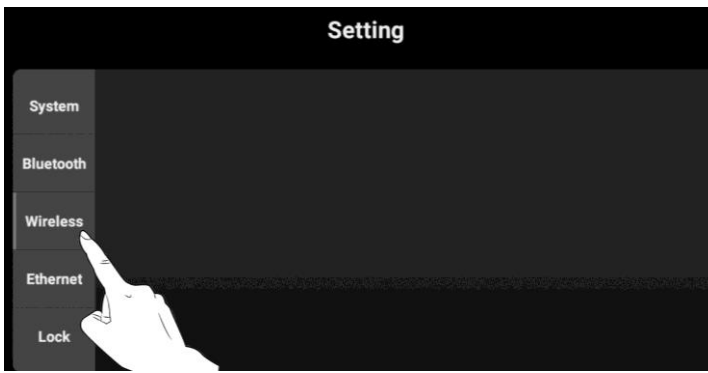 Setting
System
Bluetooth
Wireless
Ethernet
Lock